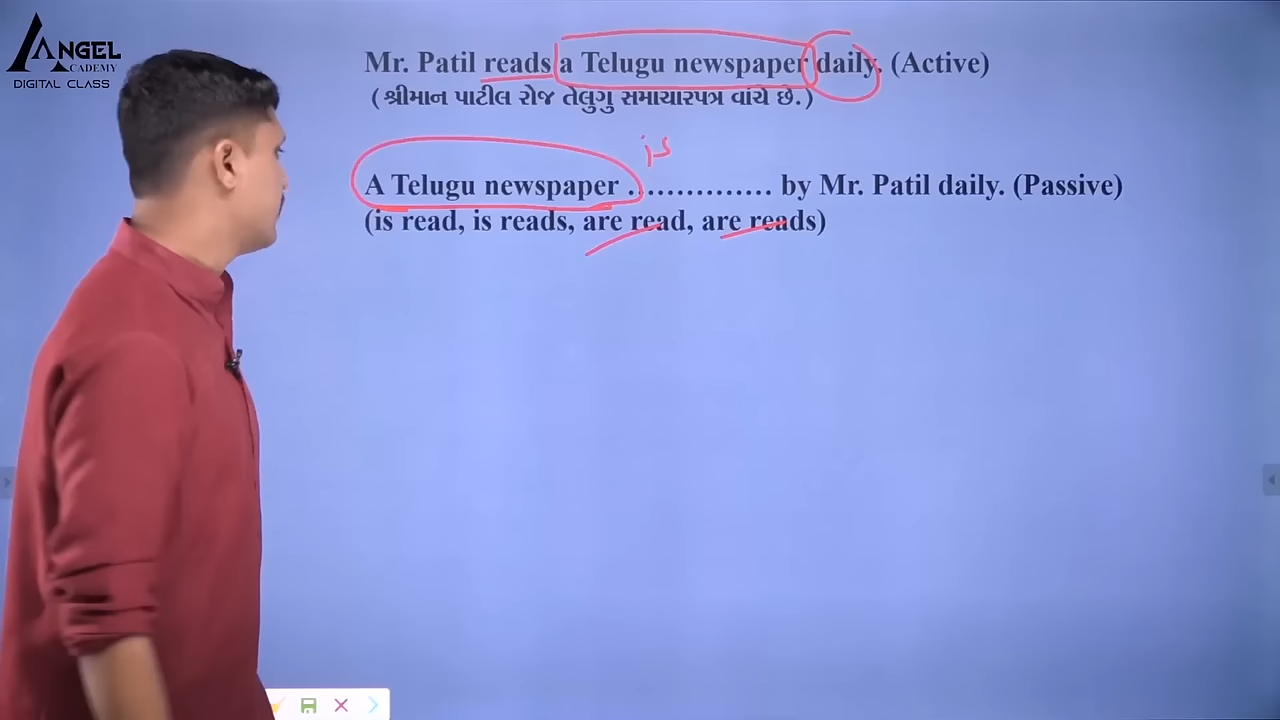 ANGEL
ACADEMY
DIGITAL CLASS
Mr. Patil reads a Telugu newspaper daily. (Active)
(શ્રીમાન પાટીલ રોજ તેલુગુ સમાચારપત્ર વાંચે છે.)
is
A Telugu newspaper …………… by Mr. Patil daily. (Passive)
(is read, is reads, are read, are reads)